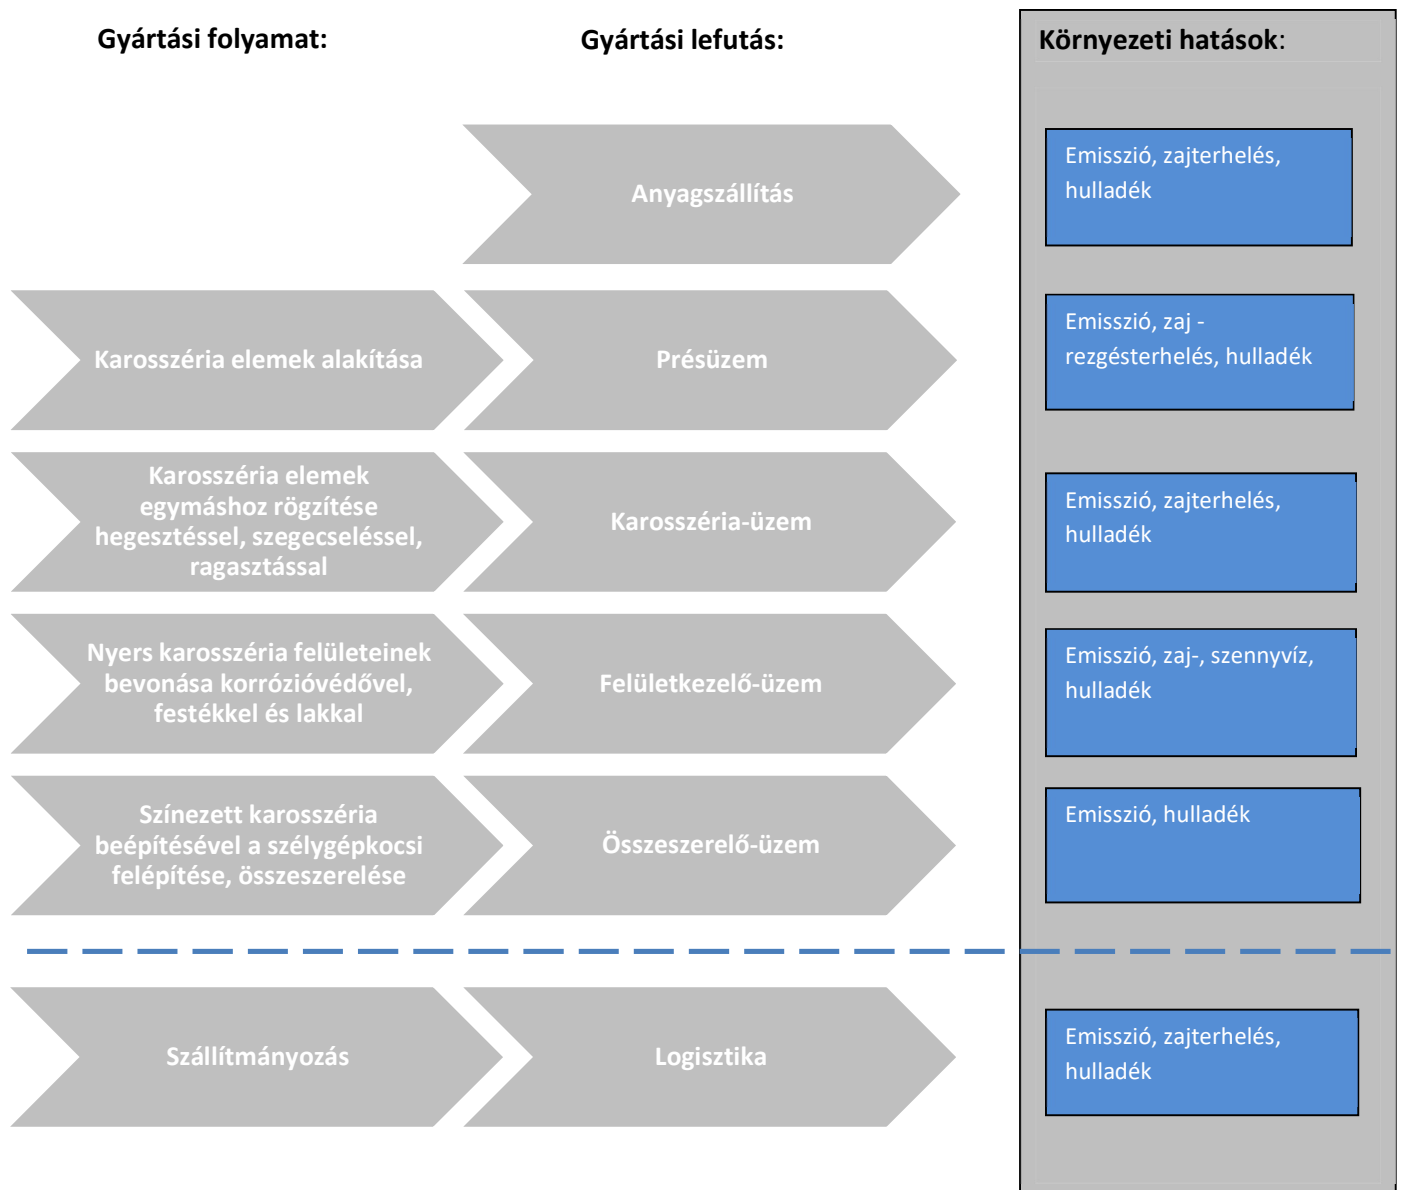 Gyártási folyamat:
Gyártási lefutás:
Környezeti hatások:
Anyagszállítás
Emisszió, zajterhelés,
hulladék
Karosszéria elemek alakítása
Présüzem
Emisszió, zaj -
rezgésterhelés, hulladék
Karosszéria elemek
egymáshoz rögzítése
hegesztéssel, szegecseléssel,
ragasztással
Karosszéria-üzem
Emisszió, zajterhelés,
hulladék
Nyers karosszéria felületeinek
bevonása korrózióvédővel,
festékkel és lakkal
Felületkezelő-üzem
Emisszió, zaj-, szennyvíz,
hulladék
Színezett karosszéria
beépítésével a szélygépkocsi
felépítése, összeszerelése
Összeszerelő-üzem
Emisszió, hulladék
Szállítmányozás
Logisztika
Emisszió, zajterhelés,
hulladék